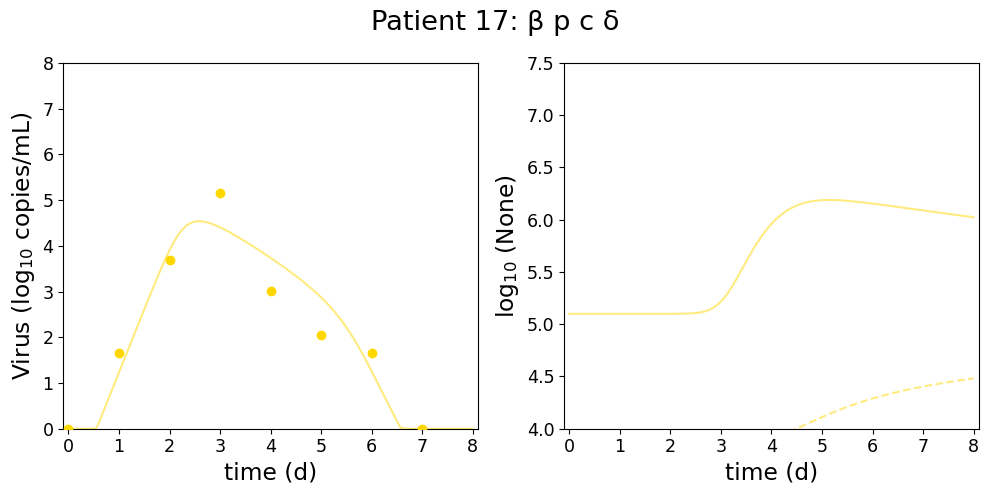 Patient 17: β p c δ
Virus (log10 copies/mL)
8
7
6
5
4
3
2
1
0
0 1 2 3 4 5 6 7 8
time (d)
log10 (None)
7.5
7.0
6.5
6.0
5.5
5.0
4.5
4.0
0 1 2 3 4 5 6 7 8
time (d)